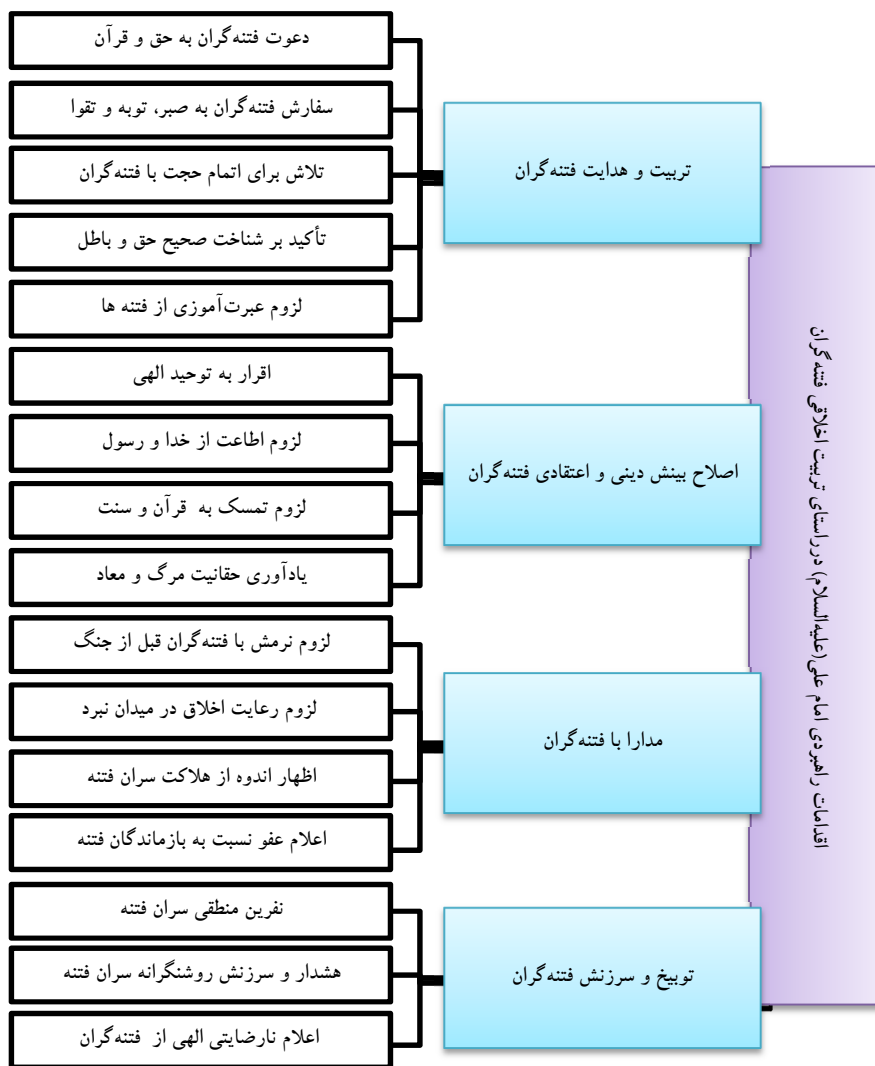 اقدامات راهبردی امام علی(علیه‌السلام) در راستای تربیت اخلاقی فتنه‌گران
تربیت و هدایت فتنه‌گران
دعوت فتنه‌گران به حق و قرآن
سفارش فتنه‌گران به صبر، توبه و تقوا
تلاش برای اتمام حجت با فتنه‌گران
تأکید بر شناخت صحیح حق و باطل
لزوم عبرت‌آموزی از فتنه ها
اصلاح بینش دینی و اعتقادی فتنه‌گران
اقرار به توحید الهی
لزوم اطاعت از خدا و رسول
لزوم تمسک به قرآن و سنت
یادآوری حقانیت مرگ و معاد
مدارا با فتنه‌گران
لزوم نرمش با فتنه‌گران قبل از جنگ
لزوم رعایت اخلاق در میدان نبرد
اظهار اندوه از هلاکت سران فتنه
اعلام عفو نسبت به بازماندگان فتنه
توبیخ و سرزنش فتنه‌گران
نفرین منطقی سران فتنه
هشدار و سرزنش روشنگرانه سران فتنه
اعلام نارضایتی الهی از فتنه‌گران